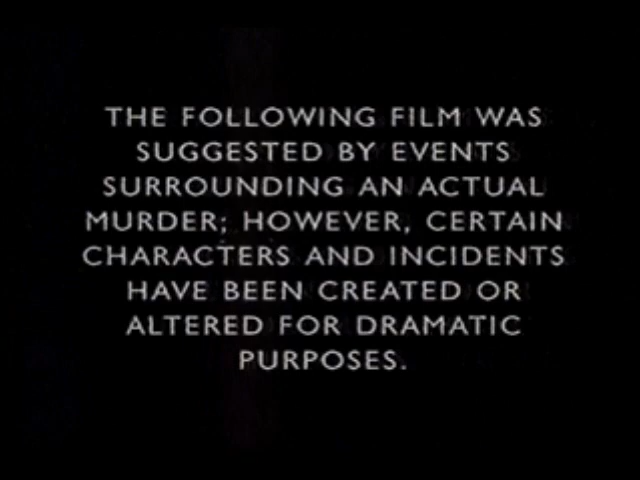 THE FOLLOWING FILM WAS
SUGGESTED BY EVENTS
SURROUNDING AN ACTUAL
MURDER; HOWEVER, CERTAIN
CHARACTERS AND INCIDENTS
HAVE BEEN CREATED OR
ALTERED FOR DRAMATIC
PURPOSES.